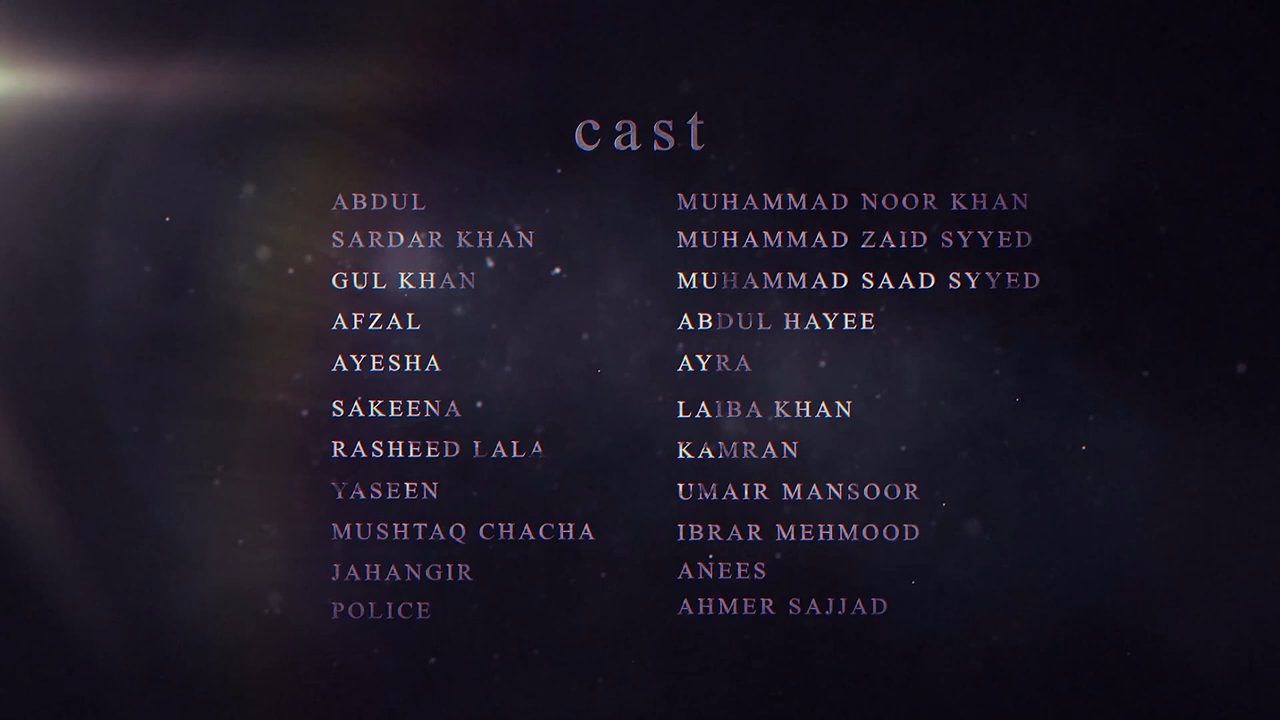 cast
ABDUL MUHAMMAD NOOR KHAN
SARDAR KHAN MUHAMMAD ZAID SYYED
GUL KHAN MUHAMMAD SAAD SYYED
AFZAL ABDUL HAYEE
AYESHA AYRA
SAKEENA LAIBA KHAN
RASHEED LALA KAMRAN
YASEEN UMAIR MANSOOR
MUSHTAQ CHACHA IBRAR MEHMOOD
JAHANGIR ANEES
POLICE AHMER SAJJAD